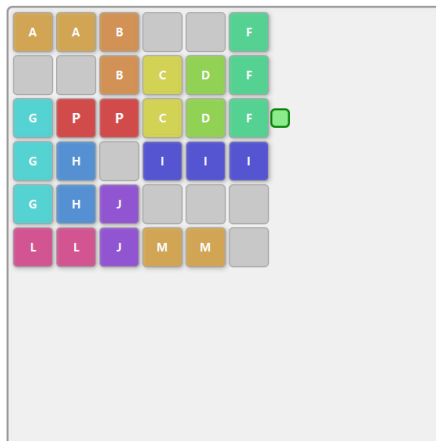 A A B F
B C D F
G P P C D F
G H I I I
G H J
L L J M M